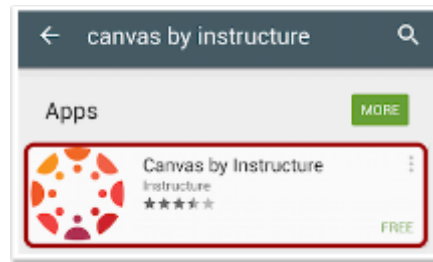 canvas by instructure
Apps
MORE
Canvas by Instructure
Instructure
FREE